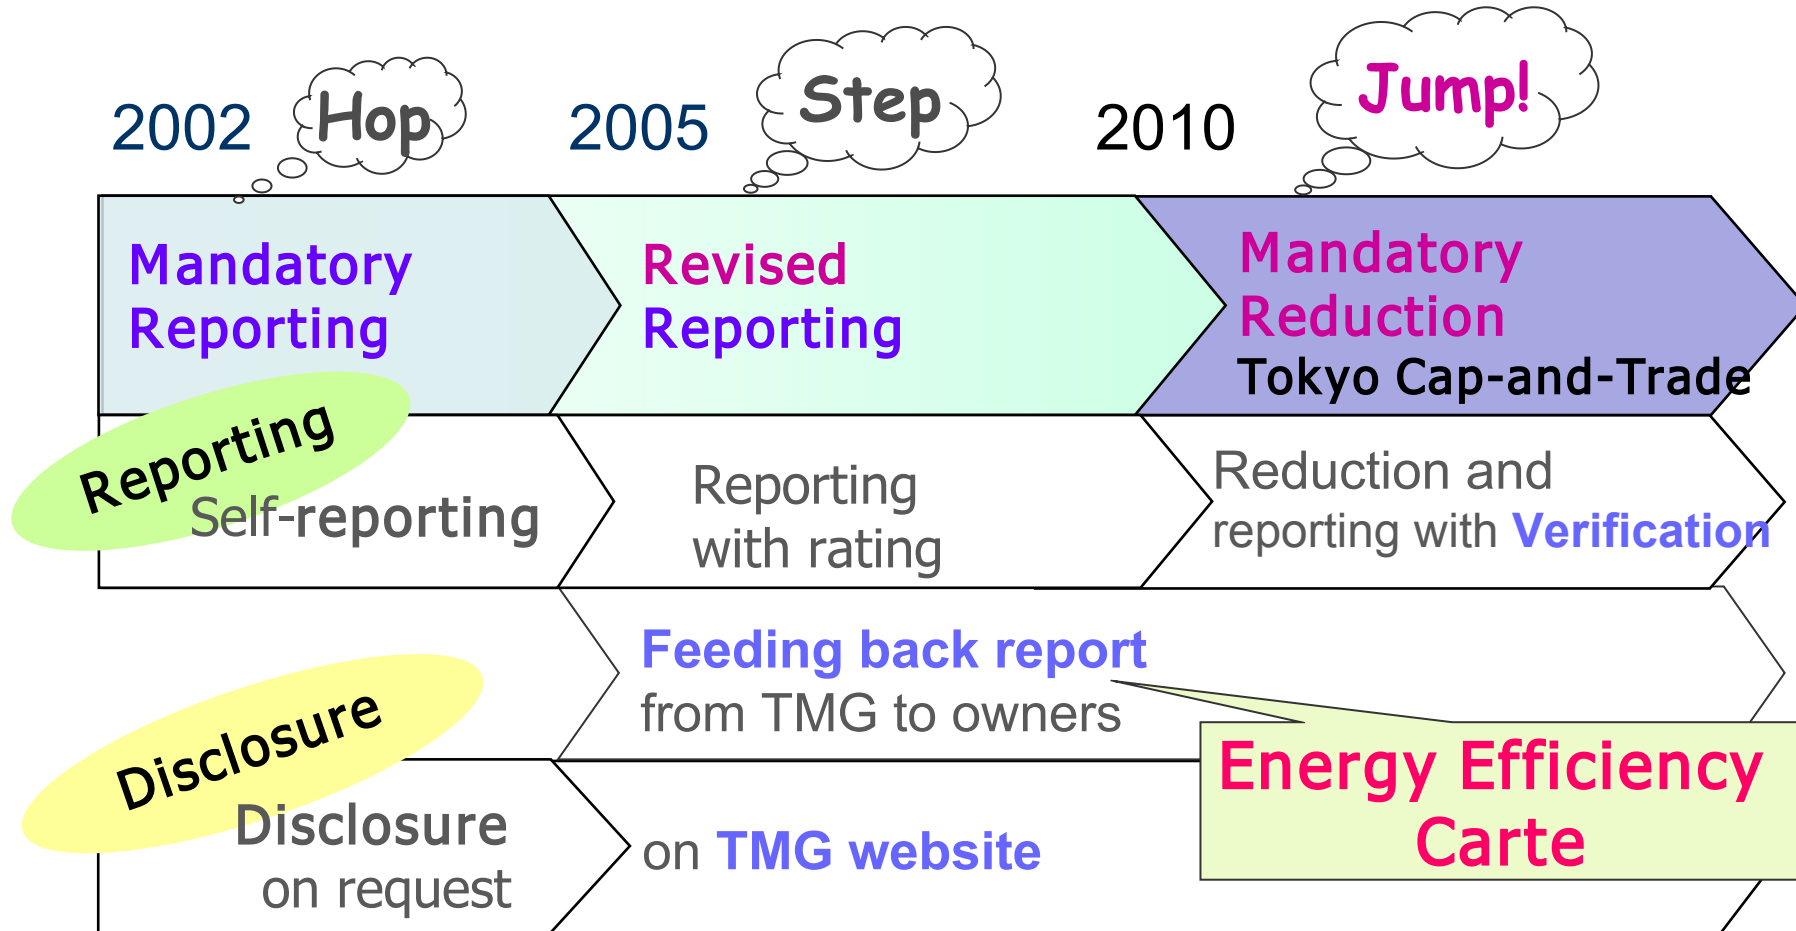 2002
Hop
2005
Step
2010
Jump!
Mandatory
Reporting
Revised
Reporting
Mandatory
Reduction
Tokyo Cap-and-Trade
Reporting
Self-reporting
Reporting
with rating
Reduction and
reporting with Verification
Feeding back report
from TMG to owners
Energy Efficiency
Carte
Disclosure
Disclosure
on request
on TMG website